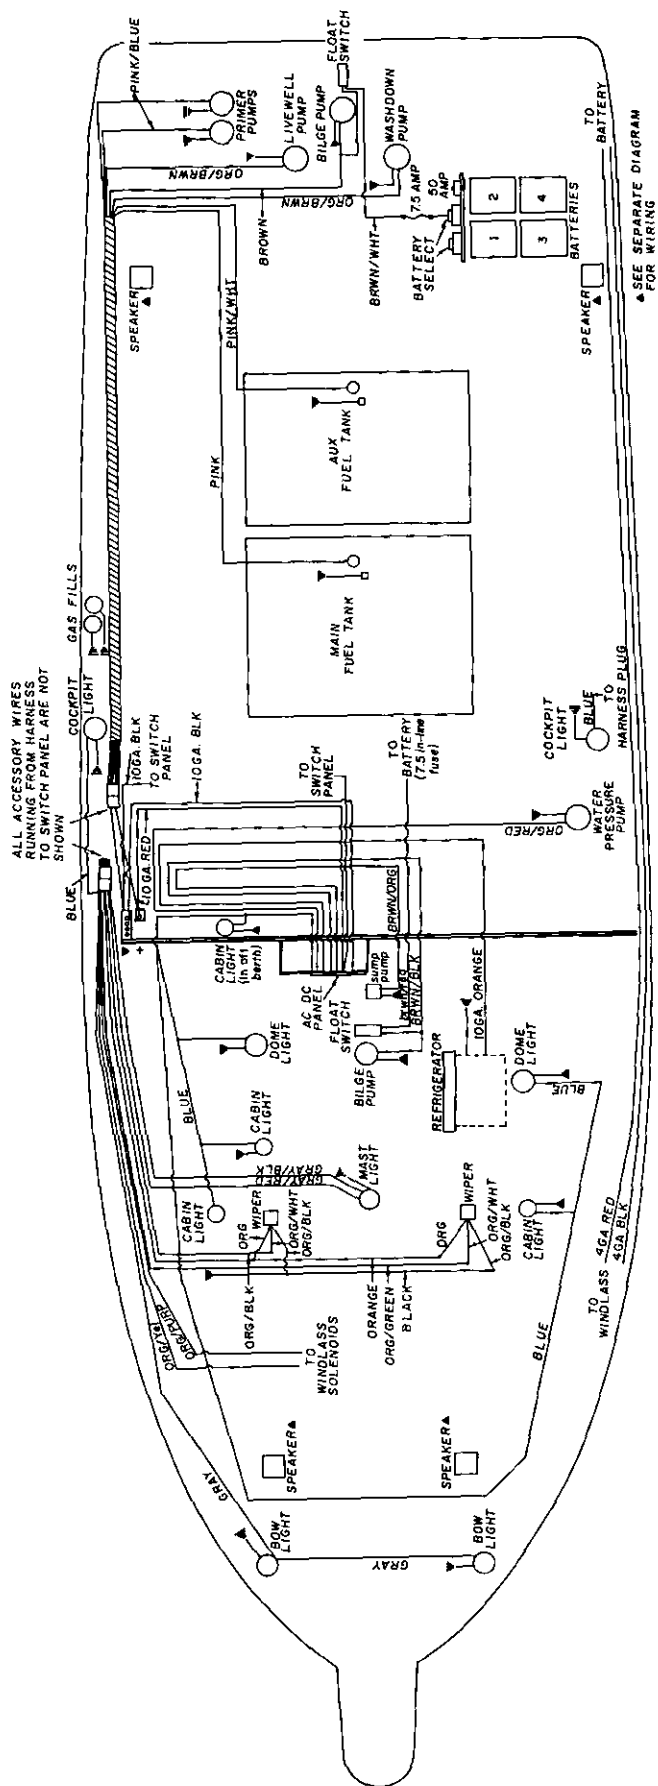 PINK/BLUE
PRIMER
PUMPS
ORG/BRWN
LIVEWELL
PUMP
FLOAT
SWITCH
BILGE PUMP
BROWN
ORG/BRWN
WASHDOWN
PUMP
BRWN/WHT
7.5 AMP
50
AMP
BATTERY
SELECT
1
2
3
4
BATTERIES
TO
BATTERY
SPEAKER
SPEAKER
SEE SEPARATE DIAGRAM
FOR WIRING
PINK/WHT
PINK
AUX
FUEL TANK
MAIN
FUEL TANK
GAS FILLS
COCKPIT
LIGHT
ALL ACCESSORY WIRES
RUNNING FROM HARNESS
TO SWITCH PANEL ARE NOT
SHOWN
10GA. BLK
TO SWITCH
PANEL
10GA. BLK
10 GA. RED
BLUE
+
TO
SWITCH
PANEL
TO
BATTERY
(7.5 in-line
fuse)
COCKPIT
LIGHT
BLUE
TO
HARNESS PLUG
ORG/RED
WATER
PRESSURE
PUMP
CABIN
LIGHT
(in aft
berth)
AC DC
PANEL
FLOAT
SWITCH
sump
pump
BRWN/ORG
BRWN/BLK
BILGE
PUMP
10GA. ORANGE
REFRIGERATOR
DOME
LIGHT
DOME
LIGHT
BLUE
BLUE
CABIN
LIGHT
CABIN
LIGHT
GRAY/BLK
GRAY/RED
MAST
LIGHT
ORG
WIPER
ORG/WHT
ORG/BLK
ORG
WIPER
ORG/WHT
ORG/BLK
CABIN
LIGHT
ORG/BLK
ORANGE
ORG/GREEN
BLACK
ORG/Yel
ORG/PURP
TO
WINDLASS
SOLENOIDS
TO
WINDLASS
4GA RED
4GA BLK
BLUE
SPEAKER
SPEAKER
GRAY
BOW
LIGHT
GRAY
BOW
LIGHT